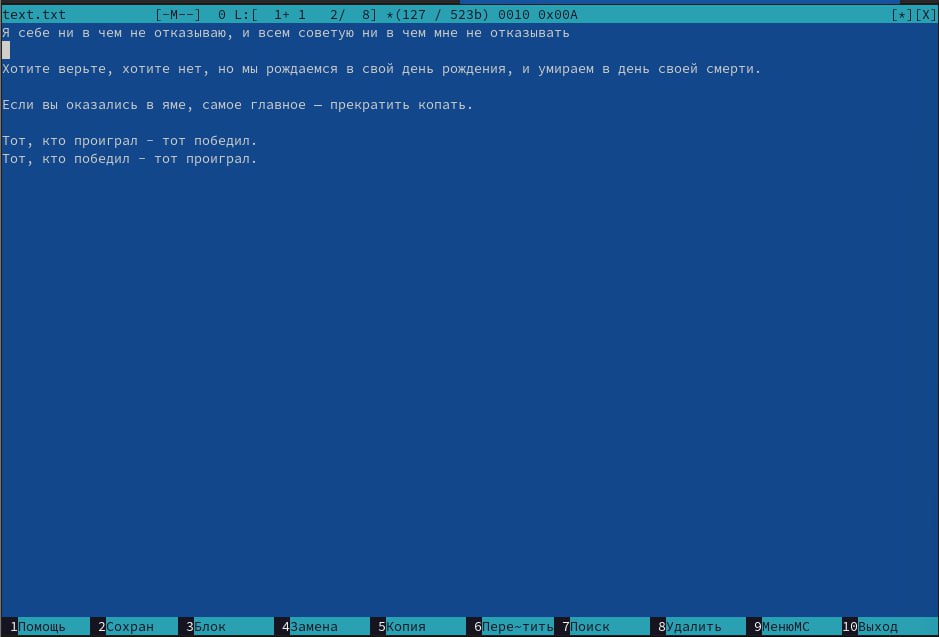 text.txt [-M--] 0 L:[ 1+ 1 2/ 8] *(127 / 523b) 0010 0x00A [*][X]
Я себе ни в чем не отказываю, и всем советую ни в чем мне не отказывать
Хотите верьте, хотите нет, но мы рождаемся в свой день рождения, и умираем в день своей смерти.
Если вы оказались в яме, самое главное — прекратить копать.
Тот, кто проиграл – тот победил.
Тот, кто победил – тот проиграл.
1Помощь 2Сохран 3Блок 4Замена 5Копия 6Пере~тить 7Поиск 8Удалить 9МенюMC 10Выход